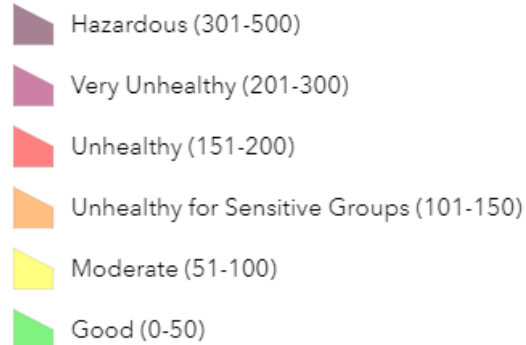 Hazardous (301-500)
Very Unhealthy (201-300)
Unhealthy (151-200)
Unhealthy for Sensitive Groups (101-150)
Moderate (51-100)
Good (0-50)